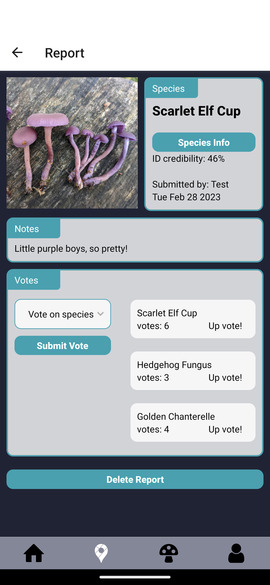 Report
Species
Scarlet Elf Cup
Species Info
ID credibility: 46%
Submitted by: Test
Tue Feb 28 2023
Notes
Little purple boys, so pretty!
Votes
Vote on species
Submit Vote
Scarlet Elf Cup
votes: 6 Up vote!
Hedgehog Fungus
votes: 3 Up vote!
Golden Chanterelle
votes: 4 Up vote!
Delete Report